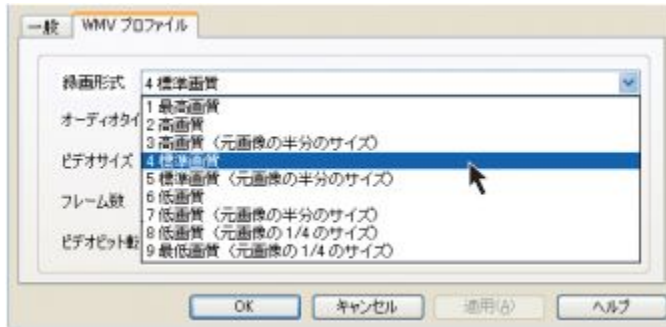 一般 WMV プロファイル
録画形式 4 標準画質
オーディオタイ
1 最高画質
2 高画質
3 高画質（元画像の半分のサイズ）
ビデオサイズ
4 標準画質
5 標準画質（元画像の半分のサイズ）
フレーム数
6 低画質
7 低画質（元画像の半分のサイズ）
ビデオビット転
8 低画質（元画像の 1/4 のサイズ）
9 最低画質（元画像の 1/4 のサイズ）
OK キャンセル 適用(A) ヘルプ